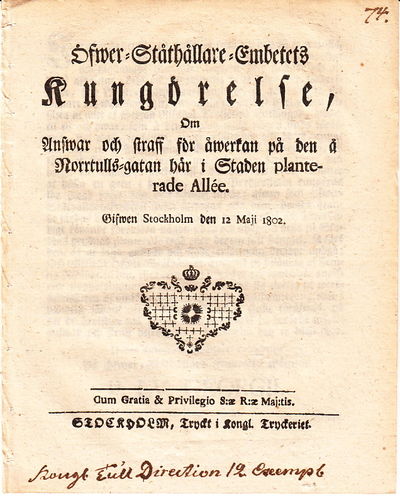 74.
Öfwer-Ståthållare-Embetets
Kungörelse,
Om
Answar och straff för åwerkan på den å
Norrtulls-gatan här i Staden plante-
rade Allée.
Gifwen Stockholm den 12 Maji 1802.
Cum Gratia & Privilegio S:æ R:æ Maj:tis.
STOCKHOLM, Tryckt i Kongl. Tryckeriet.
Kongl Tull Direction 12 Exempl